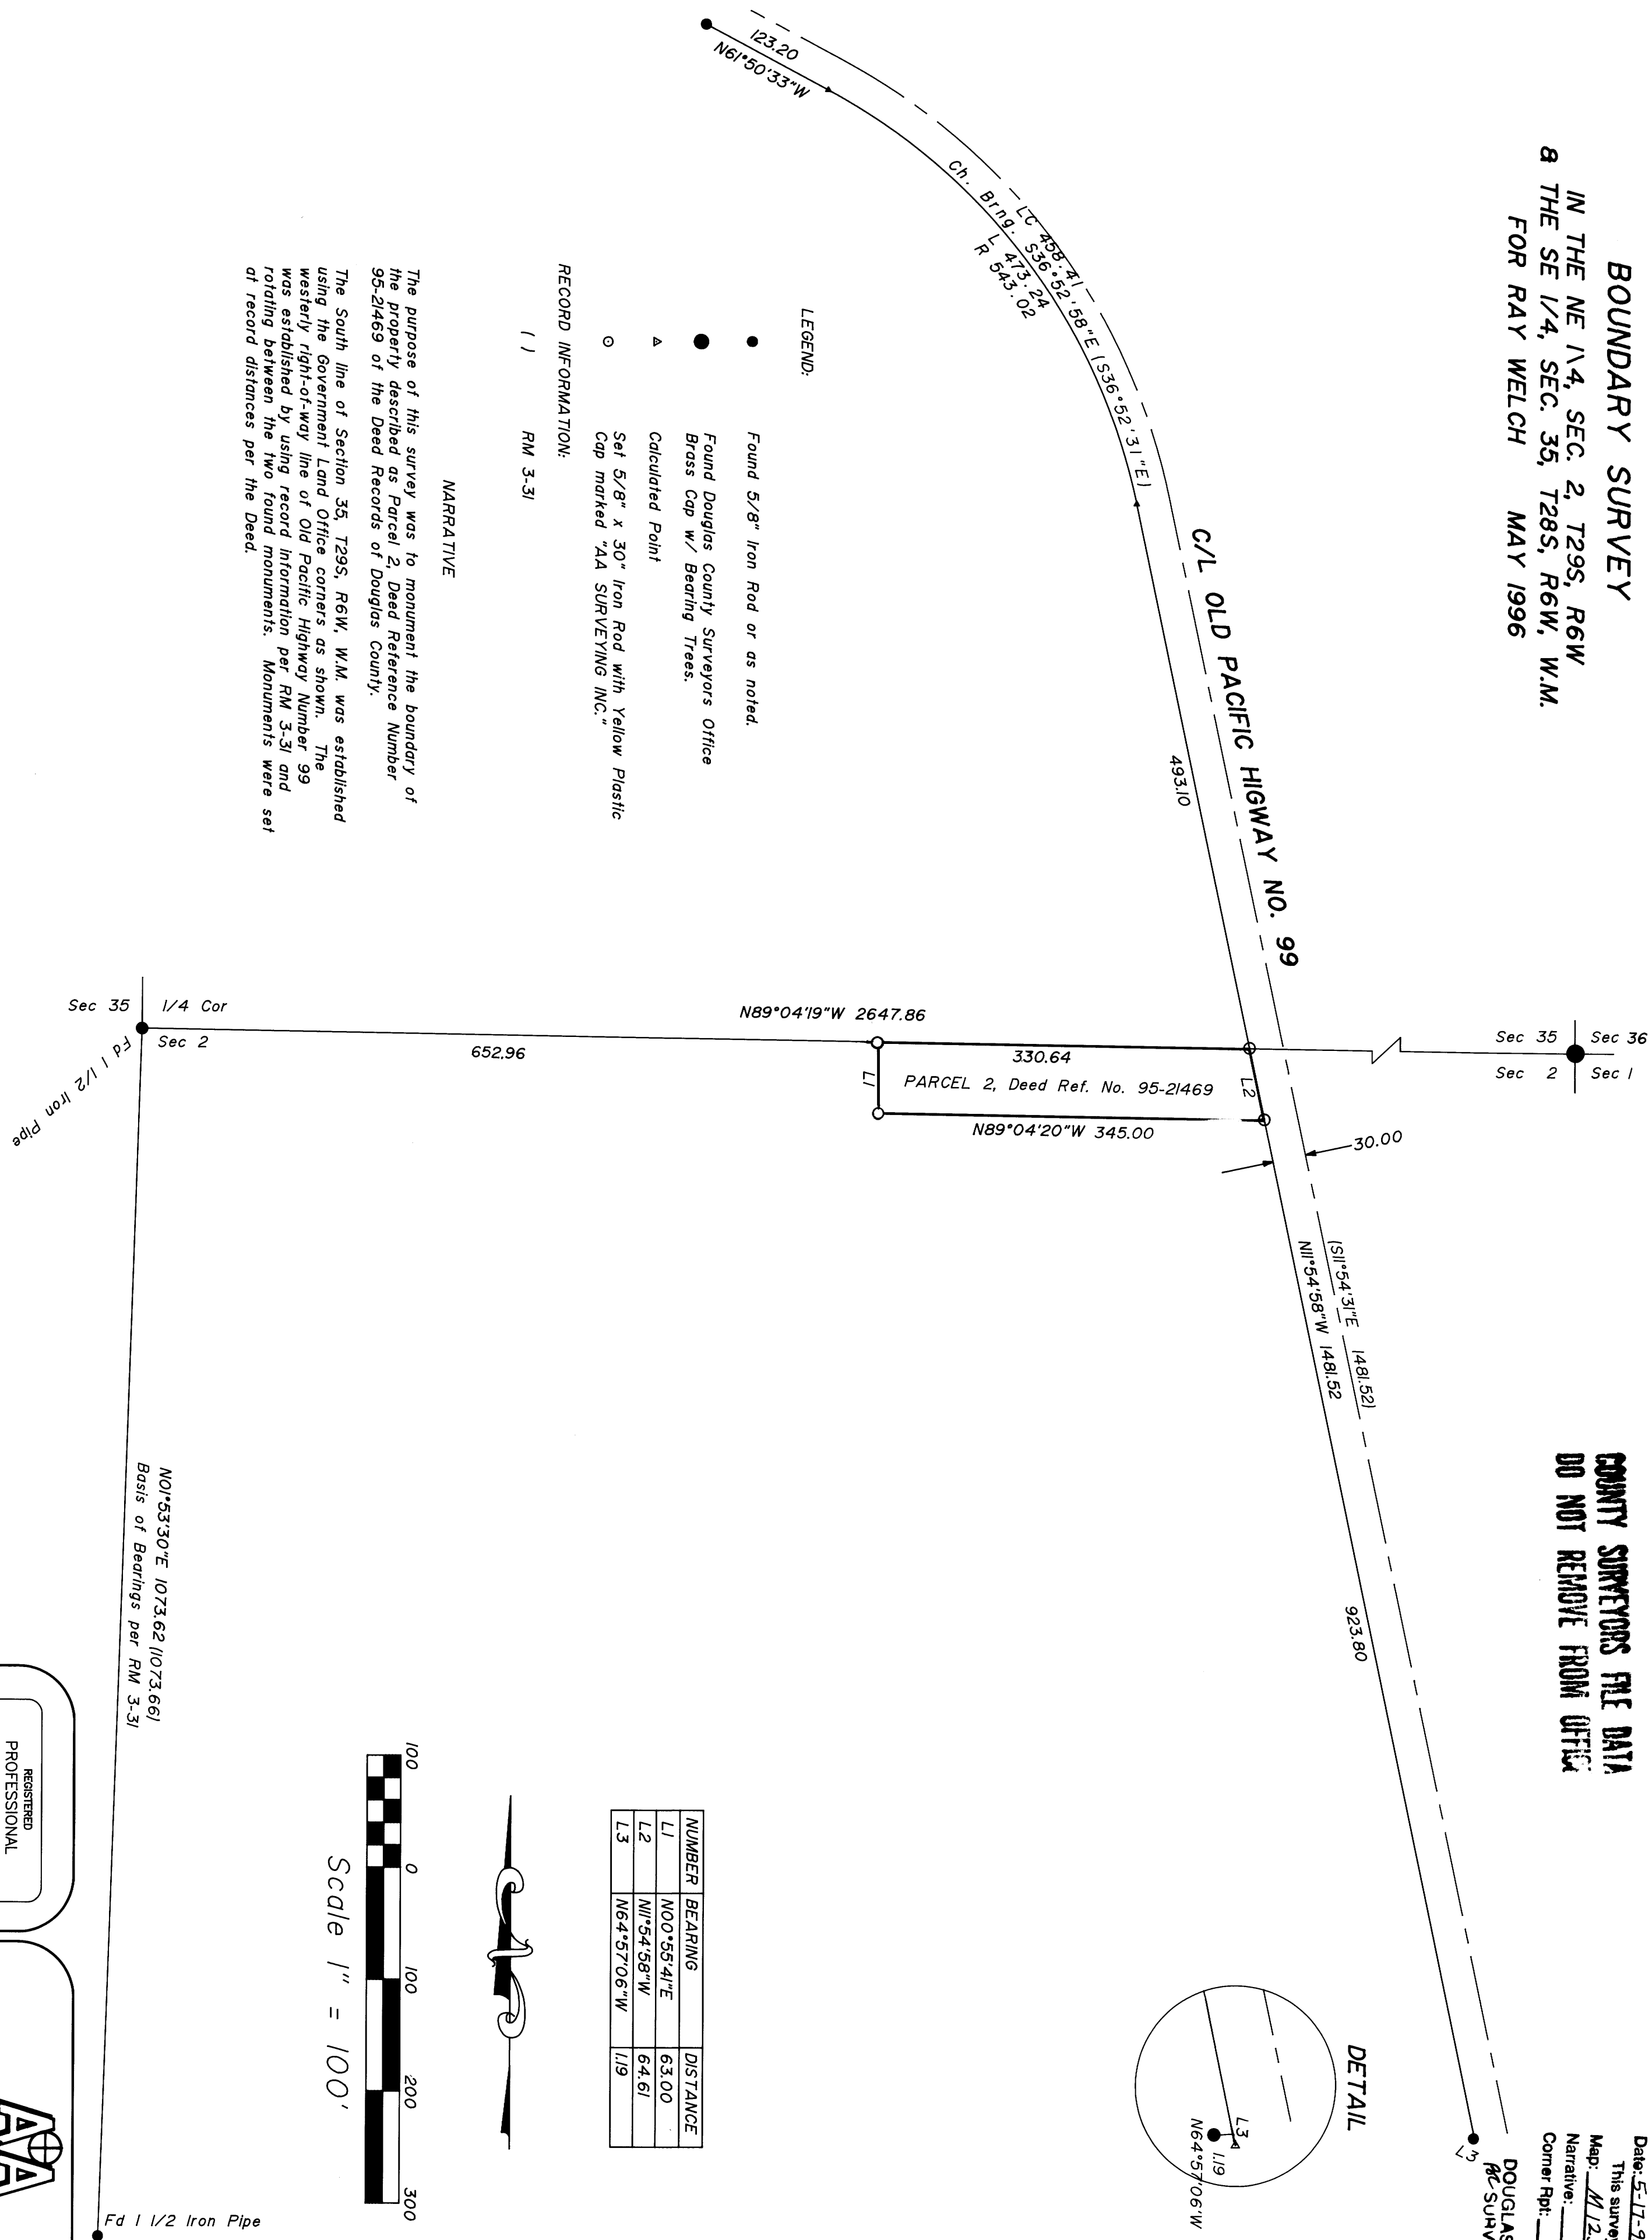 BOUNDARY SURVEY
IN THE NE 1\4, SEC. 2, T29S, R6W
& THE SE 1/4, SEC. 35, T28S, R6W, W.M.
FOR RAY WELCH MAY 1996
COUNTY SURVEYORS FILE DATA
DO NOT REMOVE FROM OFFICE
Date: 5-17-9
This survey
Map: M12
Narrative:
Corner Rpt:
DOUGLAS
SURV
123.20
N61°50'33"W
LC 458.41
Ch. Brng. S36°52'58"E (S36°52'31"E)
L 473.24
R 543.02
C/L OLD PACIFIC HIGWAY NO. 99
493.10
LEGEND:
Found 5/8" Iron Rod or as noted.
Found Douglas County Surveyors Office
Brass Cap w/ Bearing Trees.
Calculated Point
Set 5/8" x 30" Iron Rod with Yellow Plastic
Cap marked "AA SURVEYING INC."
RECORD INFORMATION:
( ) RM 3-31
NARRATIVE
The purpose of this survey was to monument the boundary of
the property described as Parcel 2, Deed Reference Number
95-21469 of the Deed Records of Douglas County.
The South line of Section 35, T29S, R6W, W.M. was established
using the Government Land Office corners as shown. The
westerly right-of-way line of Old Pacific Highway Number 99
was established by using record information per RM 3-31 and
rotating between the two found monuments. Monuments were set
at record distances per the Deed.
Sec 35
1/4 Cor
Sec 2
Fd 1 1/2 Iron Pipe
N89°04'19"W 2647.86
652.96
330.64
L1
PARCEL 2, Deed Ref. No. 95-21469
L2
N89°04'20"W 345.00
Sec 35
Sec 36
Sec 2
Sec 1
30.00
(S11°54'31"E 1481.52)
N11°54'58"W 1481.52
923.80
L3
DETAIL
L3
1.19
N64°57'06"W
NUMBER BEARING DISTANCE
L1 N00°55'41"E 63.00
L2 N11°54'58"W 64.61
L3 N64°57'06"W 1.19
100 0 100 200 300
Scale 1" = 100'
N01°53'30"E 1073.62 (1073.66)
Basis of Bearings per RM 3-31
Fd 1 1/2 Iron Pipe
REGISTERED
PROFESSIONAL
AA